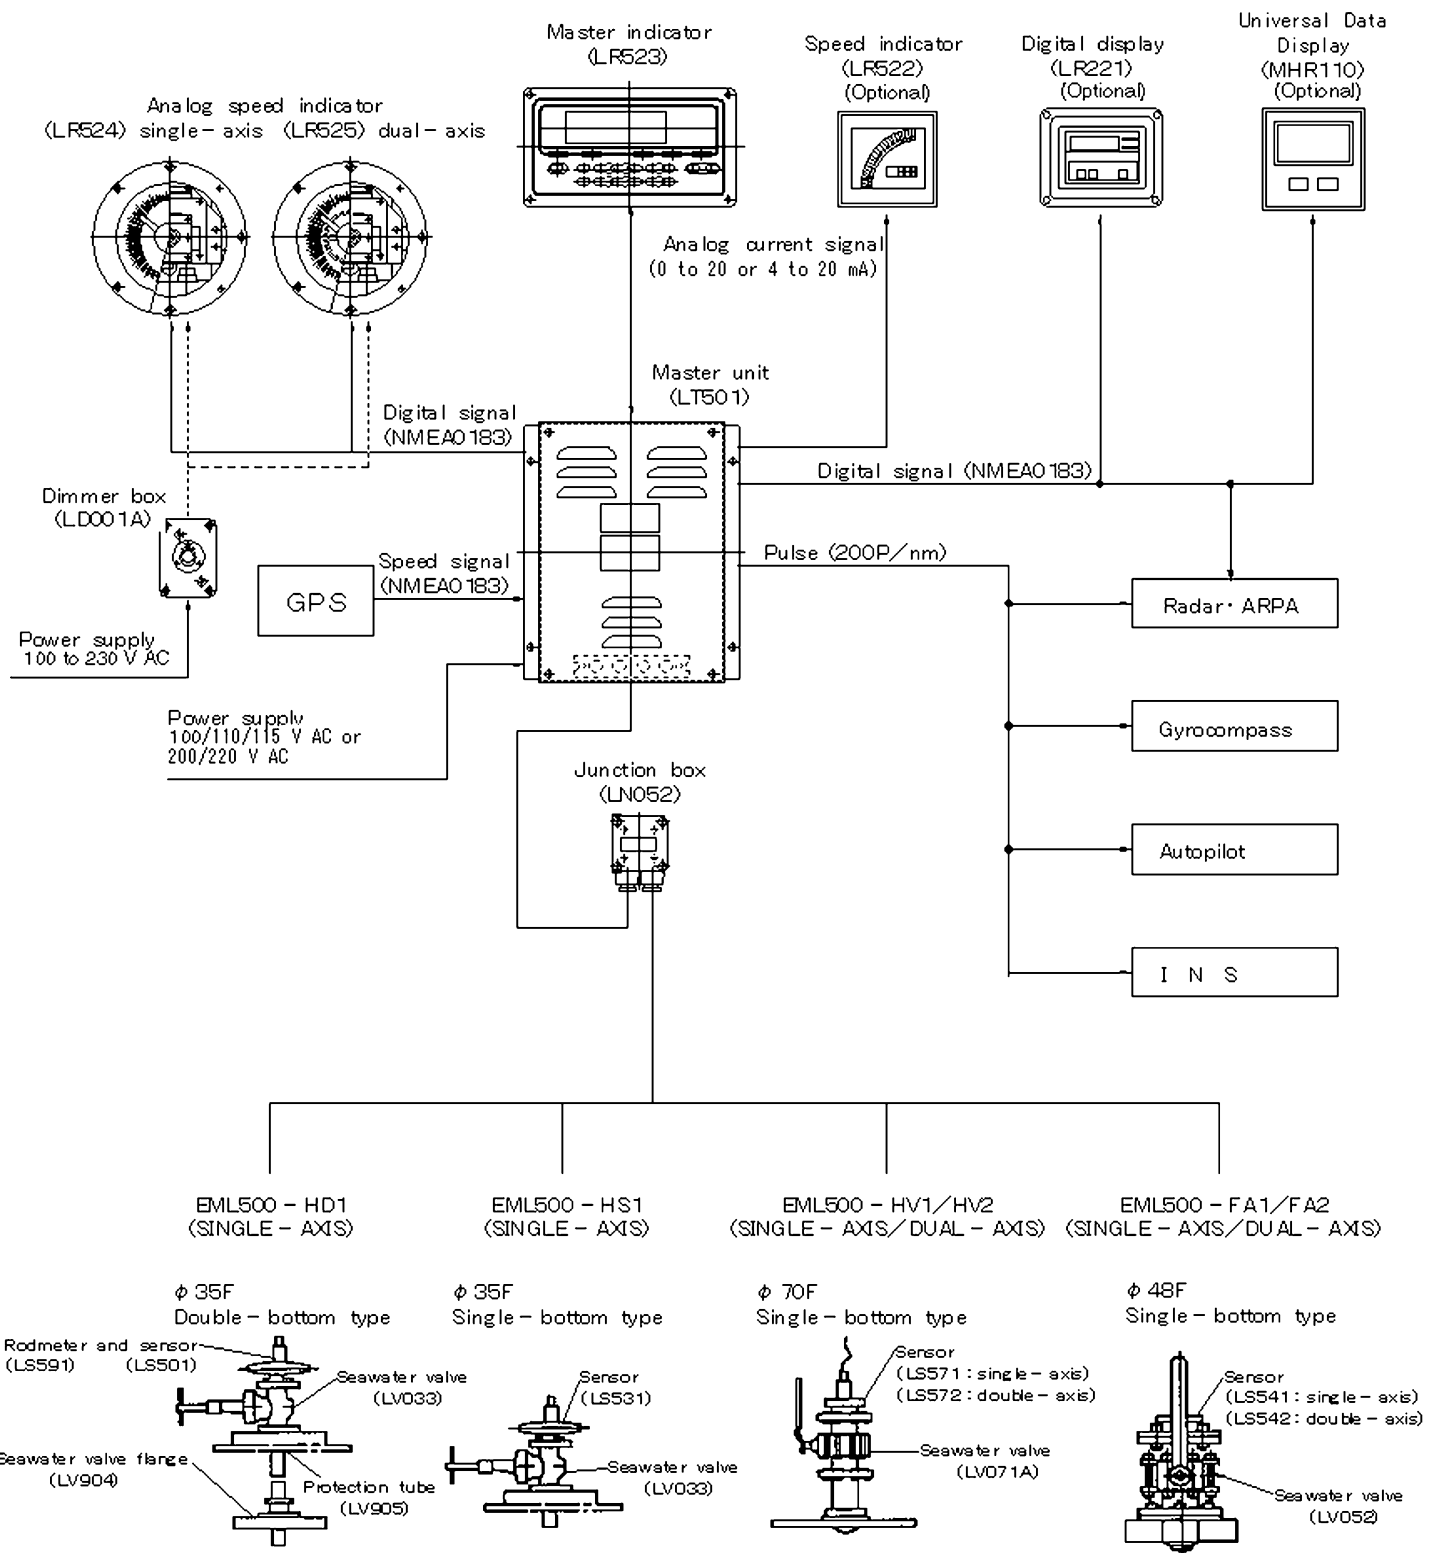 Master indicator
(LR523)
Speed indicator
(LR522)
(Optional)
Digital display
(LR221)
(Optional)
Universal Data
Display
(MHR110)
(Optional)
Analog speed indicator
(LR524) single-axis (LR525) dual-axis
Analog current signal
(0 to 20 or 4 to 20 mA)
Master unit
(LT501)
Digital signal
(NMEA0183)
Digital signal (NMEA0183)
Dimmer box
(LD001A)
Pulse (200P/nm)
Speed signal
(NMEA0183)
GPS
Radar・ARPA
Power supply
100 to 230 V AC
Power supply
100/110/115 V AC or
200/220 V AC
Gyrocompass
Junction box
(LN052)
Autopilot
INS
EML500-HD1
(SINGLE-AXIS)
EML500-HS1
(SINGLE-AXIS)
EML500-HV1/HV2
(SINGLE-AXIS/DUAL-AXIS)
EML500-FA1/FA2
(SINGLE-AXIS/DUAL-AXIS)
φ35F
Double-bottom type
Rodmeter and sensor
(LS591) (LS501)
Seawater valve
(LV033)
Seawater valve flange
(LV904)
Protection tube
(LV905)
φ35F
Single-bottom type
Sensor
(LS531)
Seawater valve
(LV033)
φ70F
Single-bottom type
Sensor
(LS571:single-axis)
(LS572:double-axis)
Seawater valve
(LV071A)
φ48F
Single-bottom type
Sensor
(LS541:single-axis)
(LS542:double-axis)
Seawater valve
(LV052)